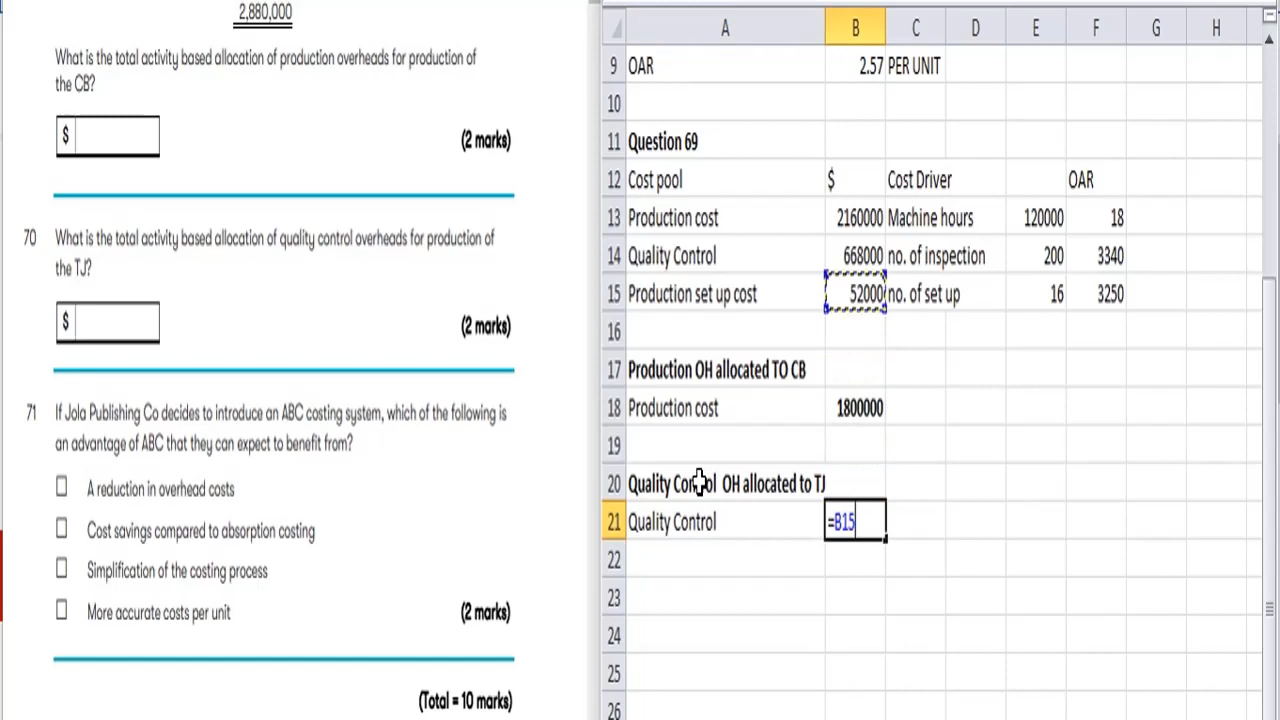 2,880,000
What is the total activity based allocation of production overheads for production of
the CB?
$
(2 marks)
70 What is the total activity based allocation of quality control overheads for production of
the TJ?
$
(2 marks)
71 If Jola Publishing Co decides to introduce an ABC costing system, which of the following is
an advantage of ABC that they can expect to benefit from?
A reduction in overhead costs
Cost savings compared to absorption costing
Simplification of the costing process
More accurate costs per unit (2 marks)
(Total = 10 marks)
A B C D E F G H
9 OAR 2.57 PER UNIT
10
11 Question 69
12 Cost pool $ Cost Driver OAR
13 Production cost 2160000 Machine hours 120000 18
14 Quality Control 668000 no. of inspection 200 3340
15 Production set up cost 52000 no. of set up 16 3250
16
17 Production OH allocated TO CB
18 Production cost 1800000
19
20 Quality Control OH allocated to TJ
21 Quality Control =B15
22
23
24
25
26